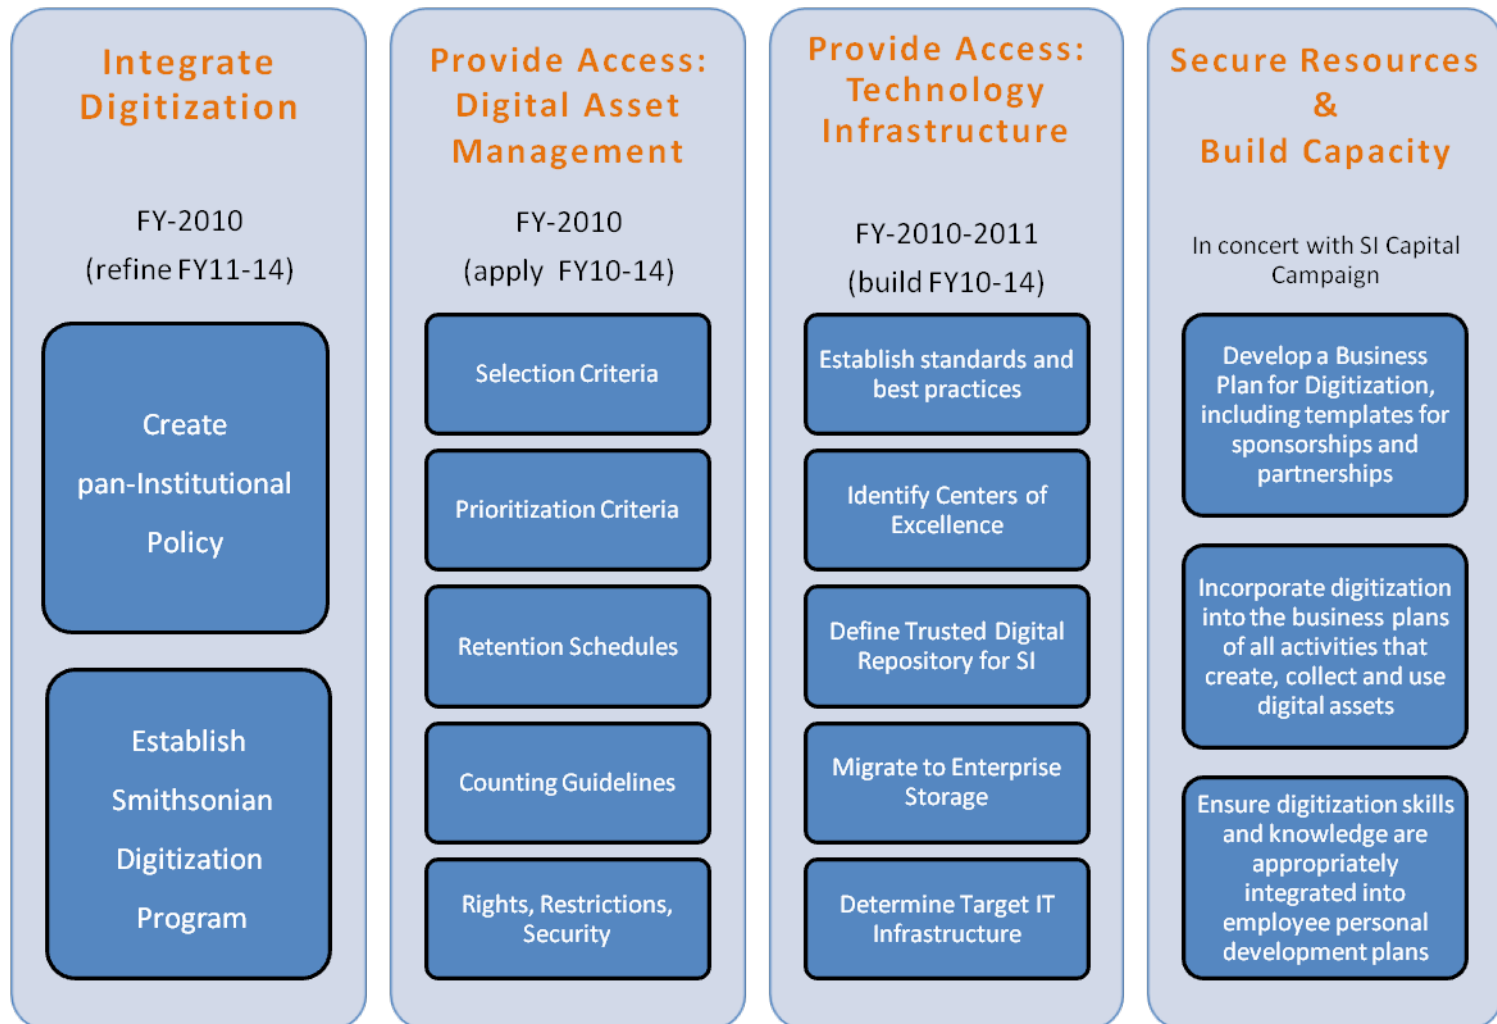 Integrate
Digitization
FY-2010
(refine FY11-14)
Create
pan-Institutional
Policy
Establish
Smithsonian
Digitization
Program
Provide Access:
Digital Asset
Management
FY-2010
(apply FY10-14)
Selection Criteria
Prioritization Criteria
Retention Schedules
Counting Guidelines
Rights, Restrictions,
Security
Provide Access:
Technology
Infrastructure
FY-2010-2011
(build FY10-14)
Establish standards and
best practices
Identify Centers of
Excellence
Define Trusted Digital
Repository for SI
Migrate to Enterprise
Storage
Determine Target IT
Infrastructure
Secure Resources
&
Build Capacity
In concert with SI Capital
Campaign
Develop a Business
Plan for Digitization,
including templates for
sponsorships and
partnerships
Incorporate digitization
into the business plans
of all activities that
create, collect and use
digital assets
Ensure digitization skills
and knowledge are
appropriately
integrated into
employee personal
development plans